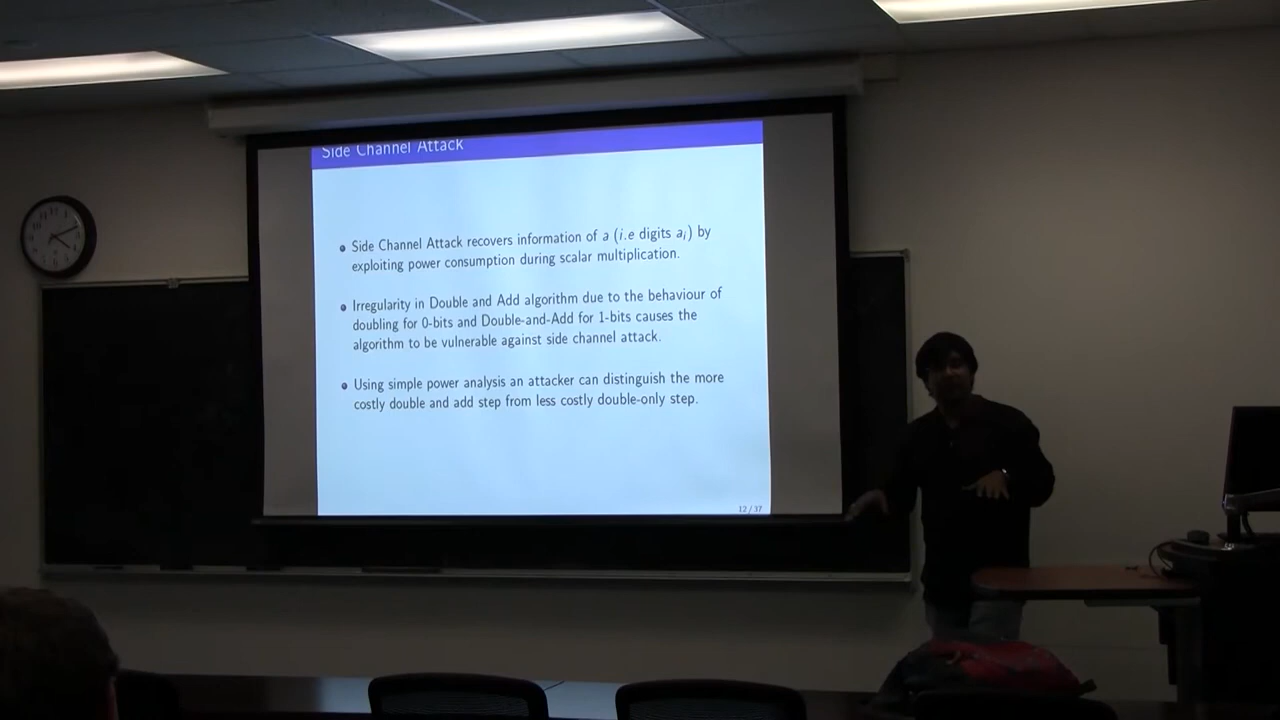 Side Channel Attack
Side Channel Attack recovers information of a (i.e digits aᵢ) by
exploiting power consumption during scalar multiplication.
Irregularity in Double and Add algorithm due to the behaviour of
doubling for 0-bits and Double-and-Add for 1-bits causes the
algorithm to be vulnerable against side channel attack.
Using simple power analysis an attacker can distinguish the more
costly double and add step from less costly double-only step.
12 / 37